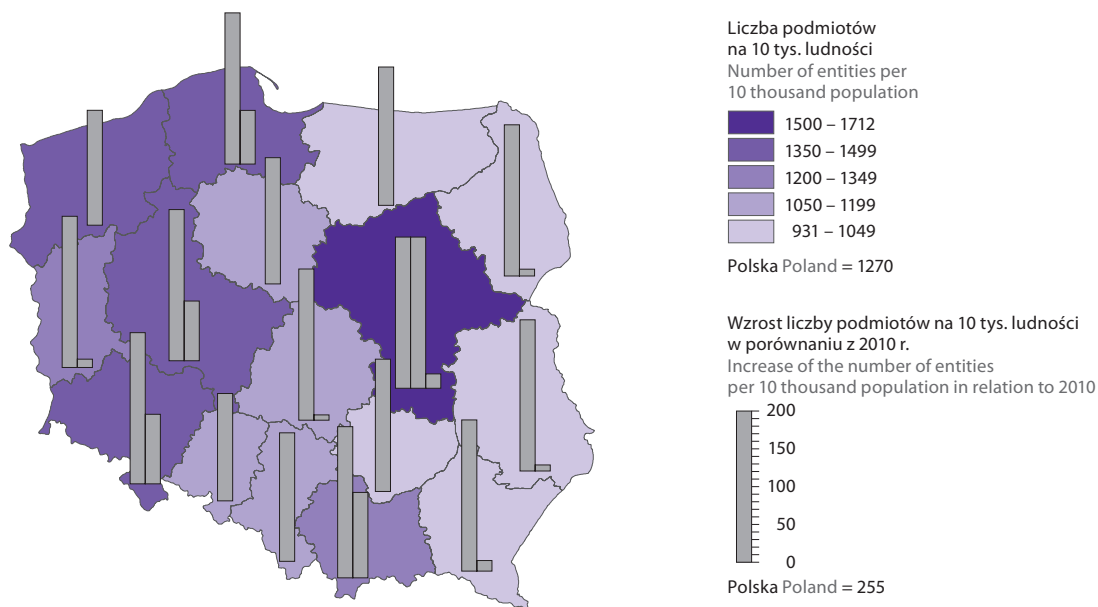 Liczba podmiotów
na 10 tys. ludności
Number of entities per
10 thousand population
1500 – 1712
1350 – 1499
1200 – 1349
1050 – 1199
931 – 1049
Polska Poland = 1270
Wzrost liczby podmiotów na 10 tys. ludności
w porównaniu z 2010 r.
Increase of the number of entities
per 10 thousand population in relation to 2010
200
150
100
50
0
Polska Poland = 255